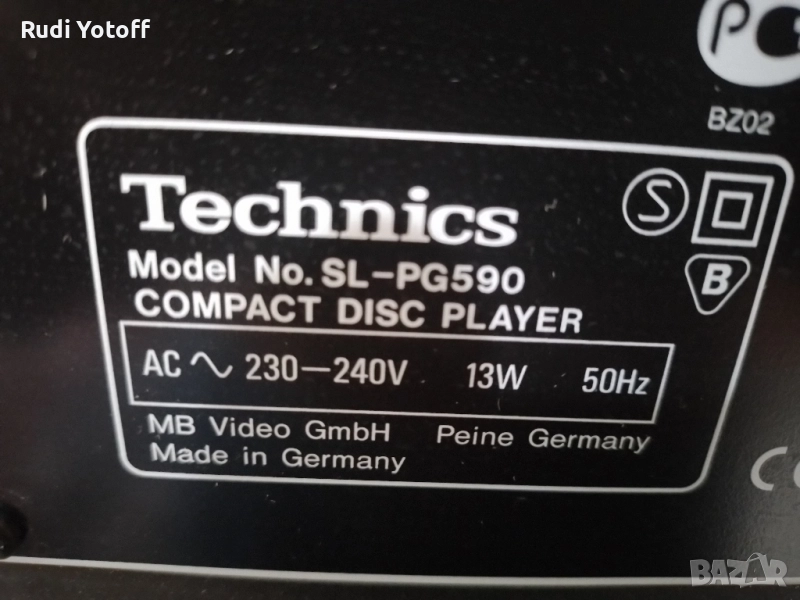 Rudi Yotoff
BZ02
Technics
S
Model No. SL-PG590
B
COMPACT DISC PLAYER
AC 230-240V 13W 50Hz
MB Video GmbH Peine Germany
Made in Germany
BAZAR